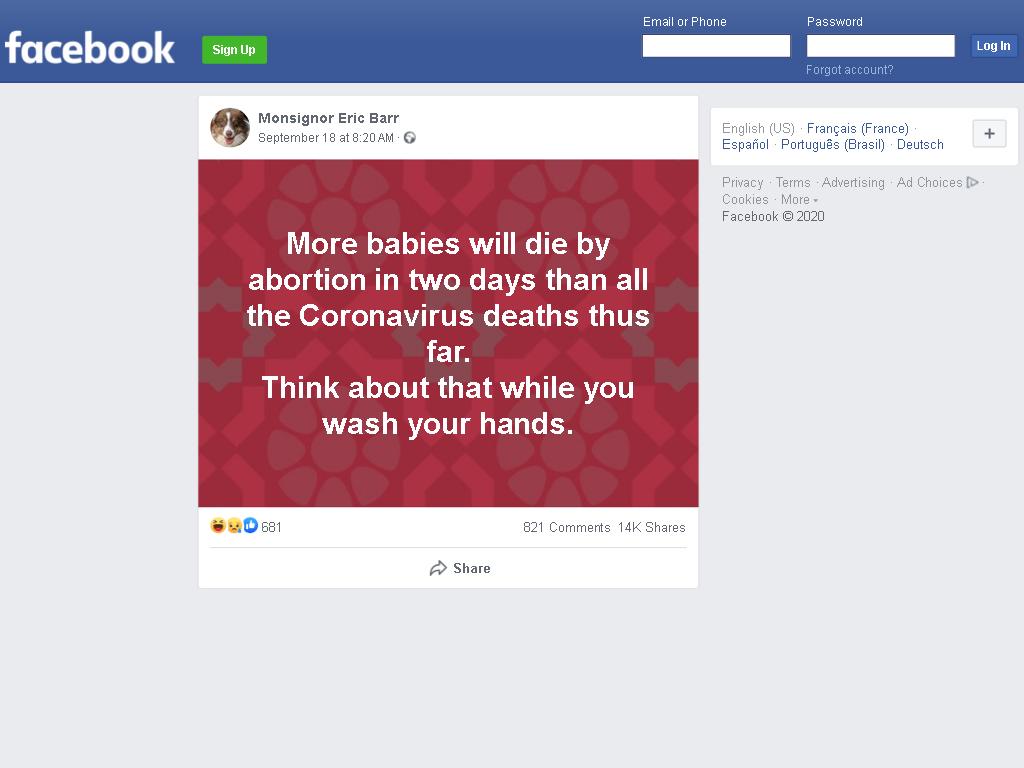 facebook
Sign Up
Email or Phone
Password
Log In
Forgot account?
Monsignor Eric Barr
September 18 at 8:20 AM ·
More babies will die by
abortion in two days than all
the Coronavirus deaths thus
far.
Think about that while you
wash your hands.
681
821 Comments 14K Shares
Share
English (US) · Français (France) ·
Español · Português (Brasil) · Deutsch
+
Privacy · Terms · Advertising · Ad Choices ·
Cookies · More
Facebook © 2020